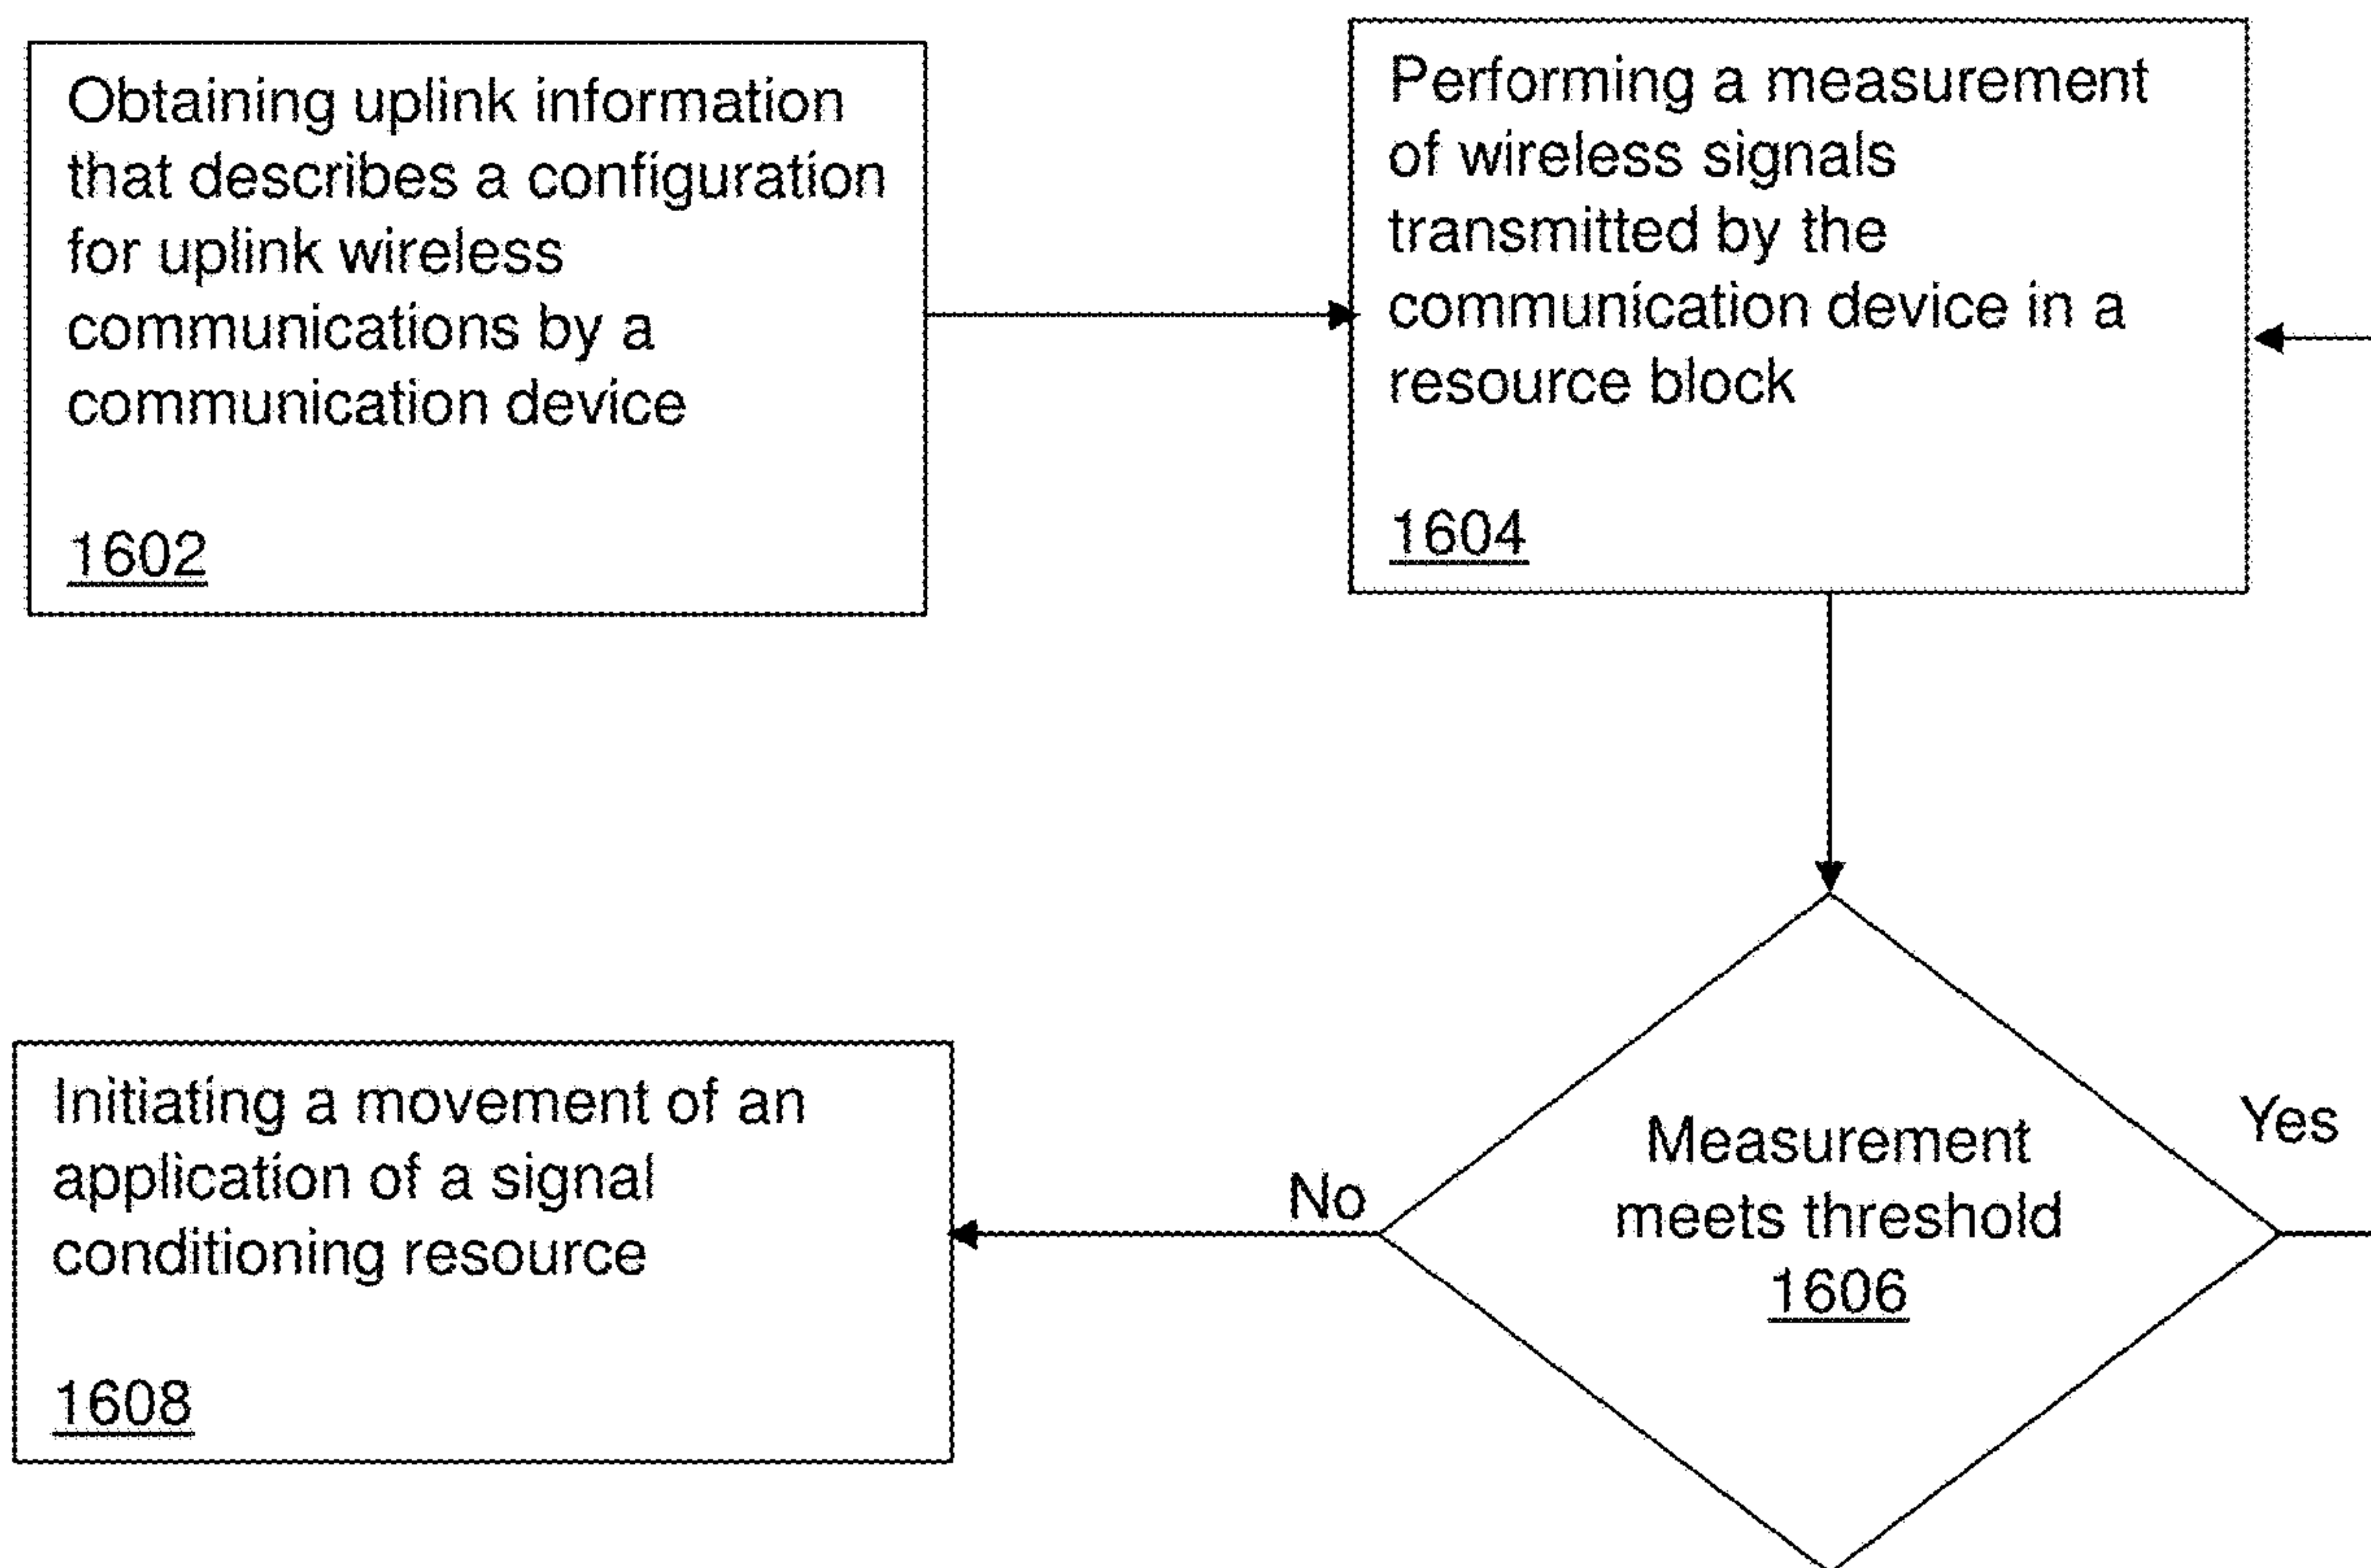 Obtaining uplink information
that describes a configuration
for uplink wireless
communications by a
communication device
1602
Performing a measurement
of wireless signals
transmitted by the
communication device in a
resource block
1604
Measurement
meets threshold
1606
Yes
No
Initiating a movement of an
application of a signal
conditioning resource
1608